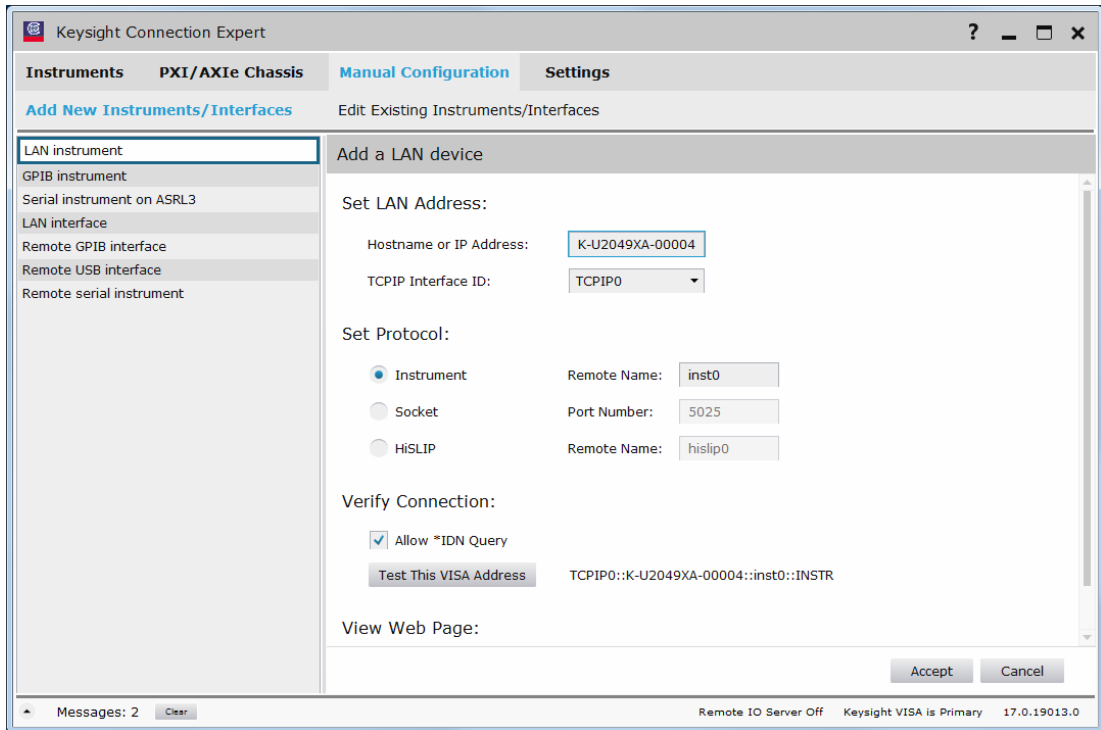 Keysight Connection Expert ?
Instruments PXI/AXIe Chassis Manual Configuration Settings
Add New Instruments/Interfaces Edit Existing Instruments/Interfaces
LAN instrument
GPIB instrument
Serial instrument on ASRL3
LAN interface
Remote GPIB interface
Remote USB interface
Remote serial instrument
Add a LAN device
Set LAN Address:
Hostname or IP Address: K-U2049XA-00004
TCPIP Interface ID: TCPIP0
Set Protocol:
Instrument Remote Name: inst0
Socket Port Number: 5025
HiSLIP Remote Name: hislip0
Verify Connection:
Allow *IDN Query
Test This VISA Address TCPIP0::K-U2049XA-00004::inst0::INSTR
View Web Page:
Accept Cancel
Messages: 2 Clear Remote IO Server Off Keysight VISA is Primary 17.0.19013.0